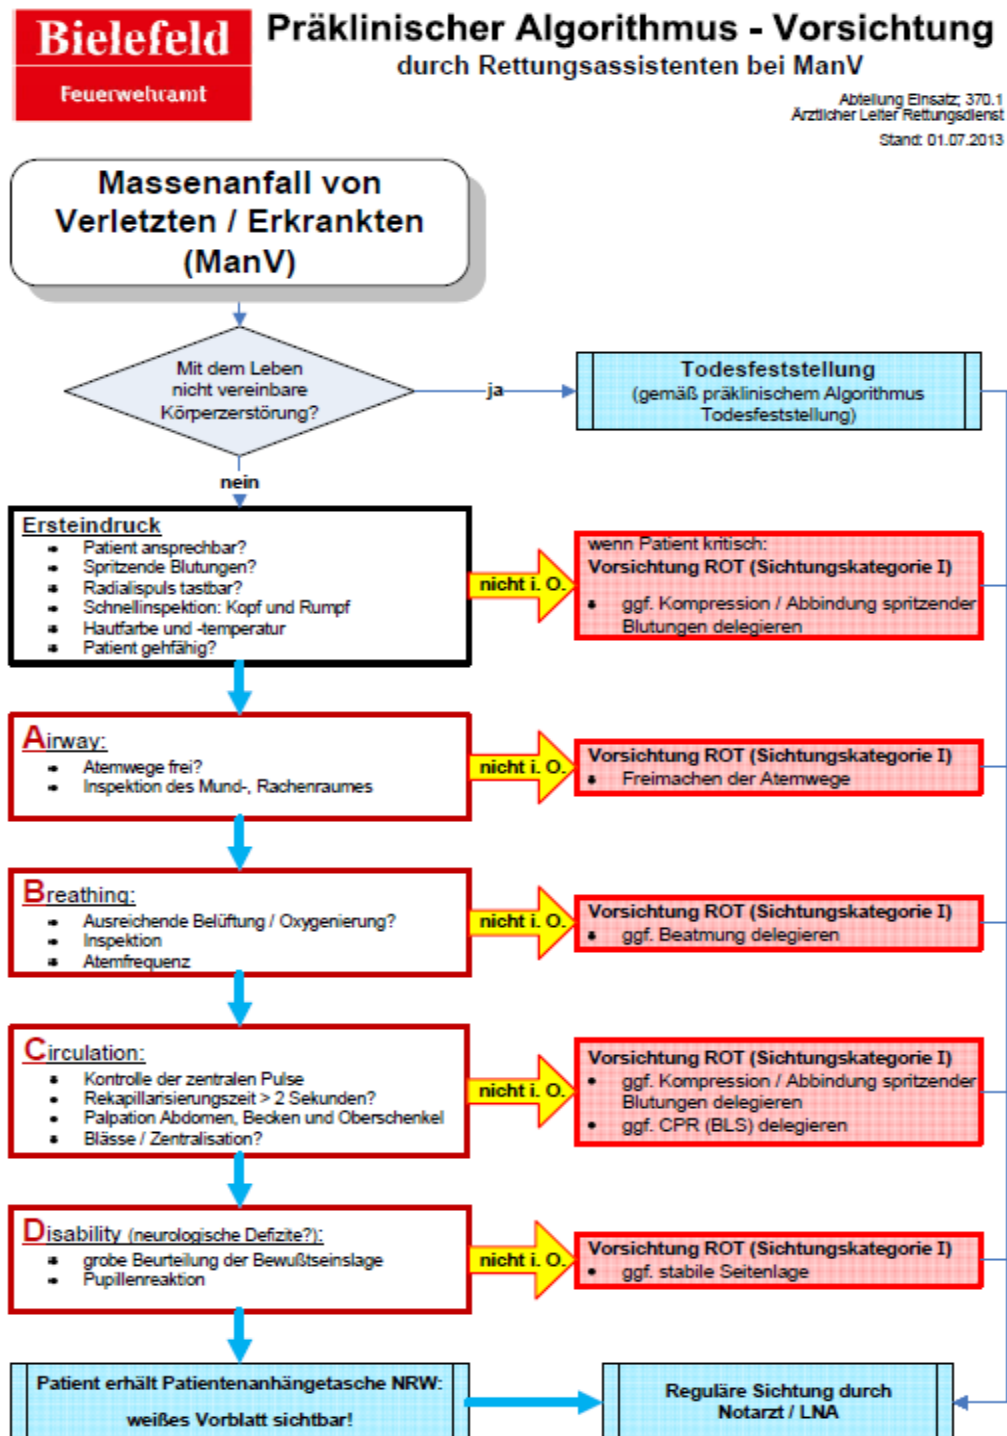 Bielefeld
Feuerwehramt
Präklinischer Algorithmus - Vorsichtung
durch Rettungsassistenten bei ManV
Abteilung Einsatz; 370.1
Ärztlicher Leiter Rettungsdienst
Stand: 01.07.2013
Massenanfall von
Verletzten / Erkrankten
(ManV)
Mit dem Leben
nicht vereinbare
Körperzerstörung?
ja
Todesfeststellung
(gemäß präklinischem Algorithmus
Todesfeststellung)
nein
Ersteindruck
• Patient ansprechbar?
• Spritzende Blutungen?
• Radialispuls tastbar?
• Schnellinspektion: Kopf und Rumpf
• Hautfarbe und -temperatur
• Patient gehfähig?
nicht i. O.
wenn Patient kritisch:
Vorsichtung ROT (Sichtungskategorie I)
• ggf. Kompression / Abbindung spritzender
Blutungen delegieren
Airway:
• Atemwege frei?
• Inspektion des Mund-, Rachenraumes
nicht i. O.
Vorsichtung ROT (Sichtungskategorie I)
• Freimachen der Atemwege
Breathing:
• Ausreichende Belüftung / Oxygenierung?
• Inspektion
• Atemfrequenz
nicht i. O.
Vorsichtung ROT (Sichtungskategorie I)
• ggf. Beatmung delegieren
Circulation:
• Kontrolle der zentralen Pulse
• Rekapillarisierungszeit > 2 Sekunden?
• Palpation Abdomen, Becken und Oberschenkel
• Blässe / Zentralisation?
nicht i. O.
Vorsichtung ROT (Sichtungskategorie I)
• ggf. Kompression / Abbindung spritzender
Blutungen delegieren
• ggf. CPR (BLS) delegieren
Disability (neurologische Defizite?):
• grobe Beurteilung der Bewußtseinslage
• Pupillenreaktion
nicht i. O.
Vorsichtung ROT (Sichtungskategorie I)
• ggf. stabile Seitenlage
Patient erhält Patientenanhängetasche NRW:
weißes Vorblatt sichtbar!
Reguläre Sichtung durch
Notarzt / LNA